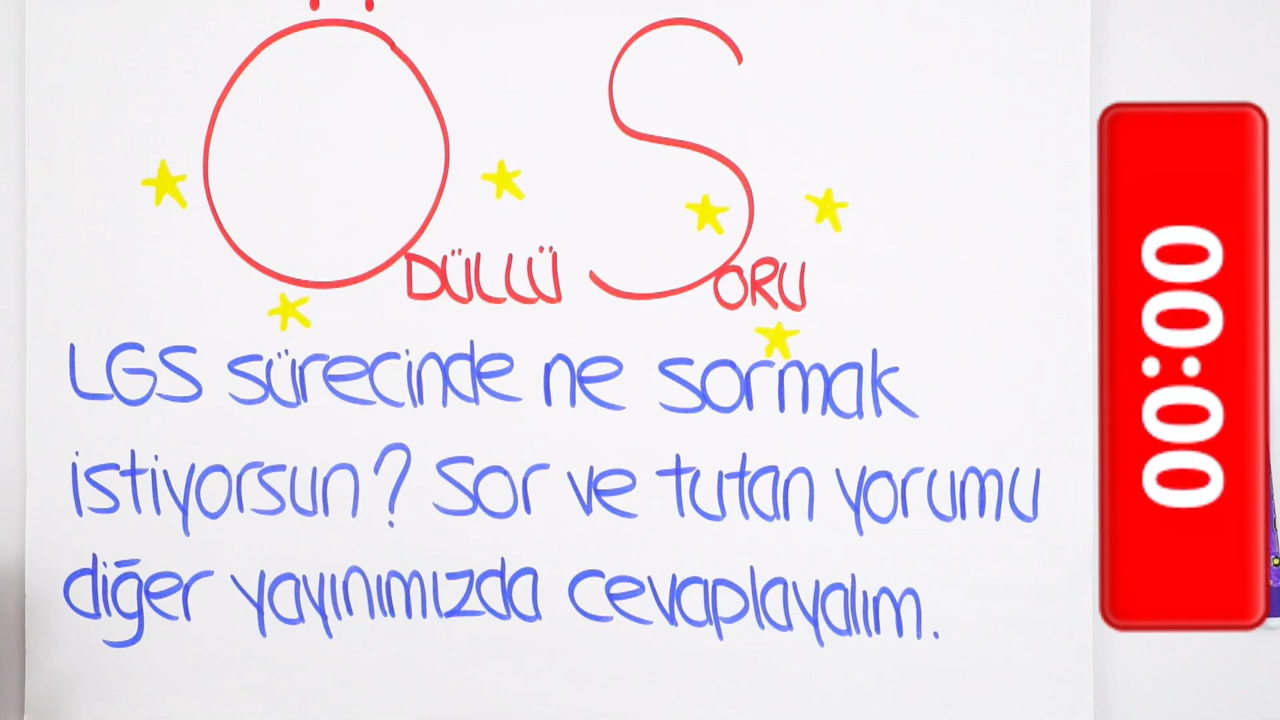 ÖDÜLLÜ SORU
LGS sürecinde ne sormak
istiyorsun? Sor ve tutan yorumu
diğer yayınımızda cevaplayalım.
00:00